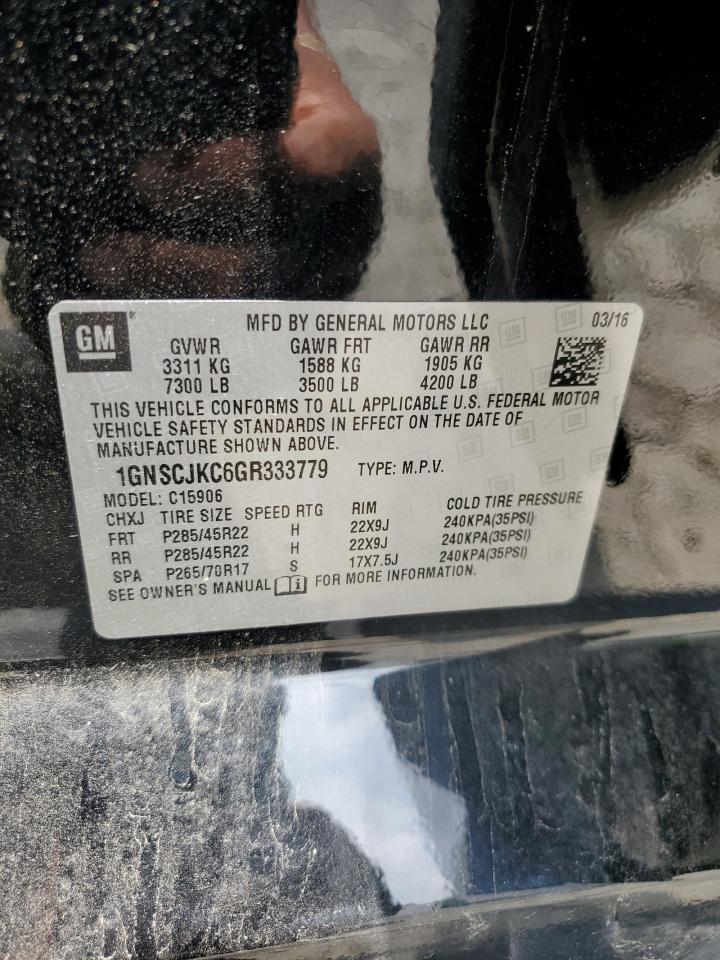 GM
MFD BY GENERAL MOTORS LLC 03/16
GVWR GAWR FRT GAWR RR
3311 KG 1588 KG 1905 KG
7300 LB 3500 LB 4200 LB
THIS VEHICLE CONFORMS TO ALL APPLICABLE U.S. FEDERAL MOTOR
VEHICLE SAFETY STANDARDS IN EFFECT ON THE DATE OF
MANUFACTURE SHOWN ABOVE.
1GNSCJKC6GR333779 TYPE: M.P.V.
MODEL: C15906
CHXJ TIRE SIZE SPEED RTG RIM COLD TIRE PRESSURE
FRT P285/45R22 H 22X9J 240KPA(35PSI)
RR P285/45R22 H 22X9J 240KPA(35PSI)
SPA P265/70R17 S 17X7.5J 240KPA(35PSI)
SEE OWNER'S MANUAL FOR MORE INFORMATION.